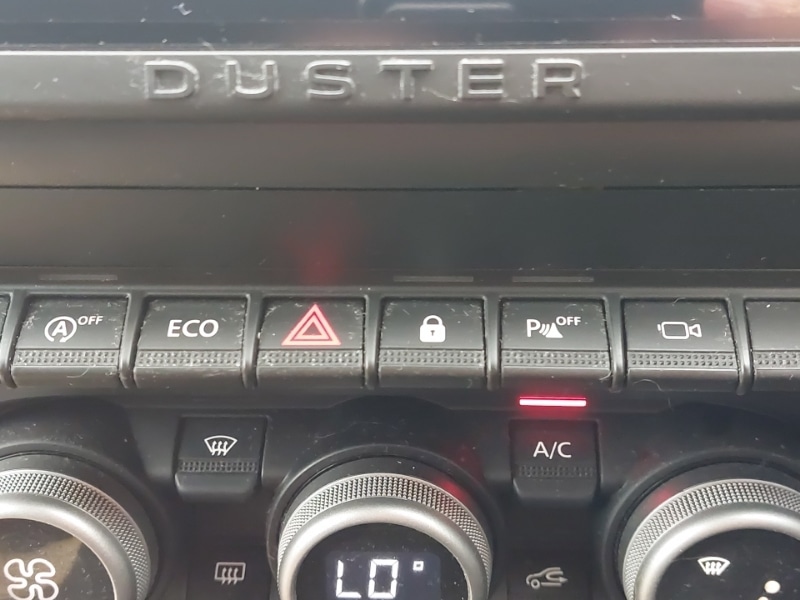 DUSTER
A OFF ECO P OFF
A/C
LO°